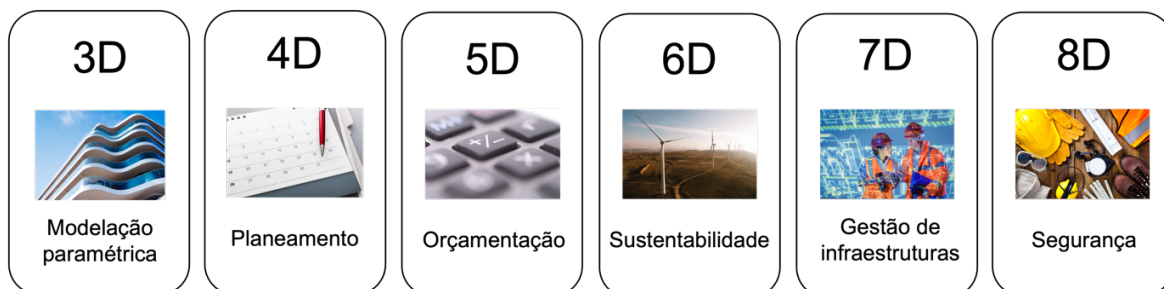 3D
Modelação
paramétrica
4D
Planeamento
5D
Orçamentação
6D
Sustentabilidade
7D
Gestão de
infraestruturas
8D
Segurança